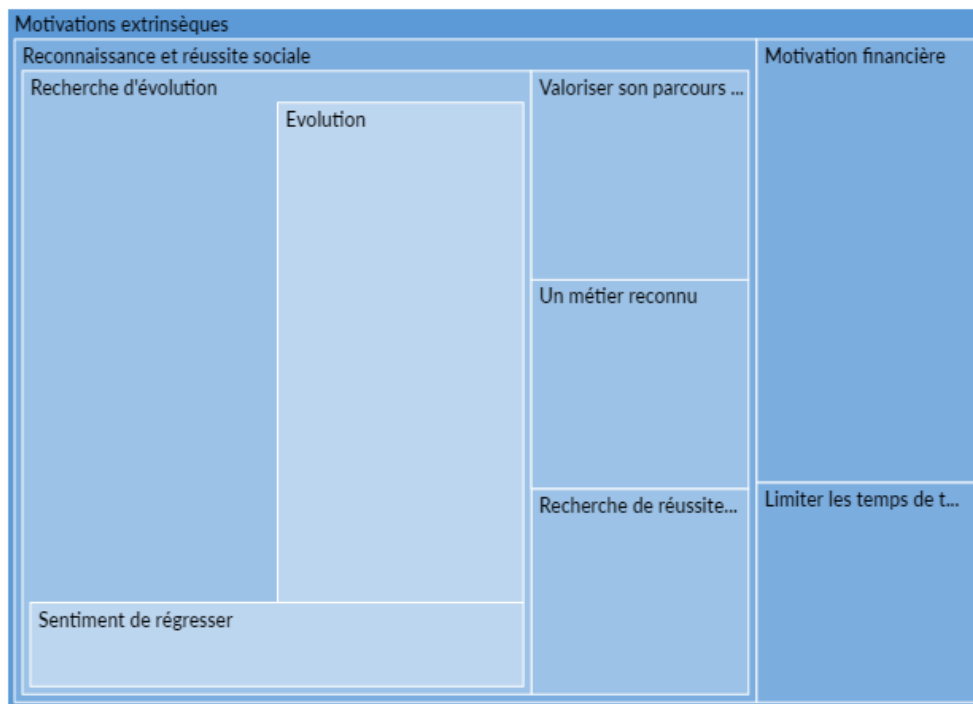 Motivations extrinsèques
Reconnaissance et réussite sociale
Recherche d'évolution
Evolution
Sentiment de régresser
Valoriser son parcours ...
Un métier reconnu
Recherche de réussite...
Motivation financière
Limiter les temps de t...